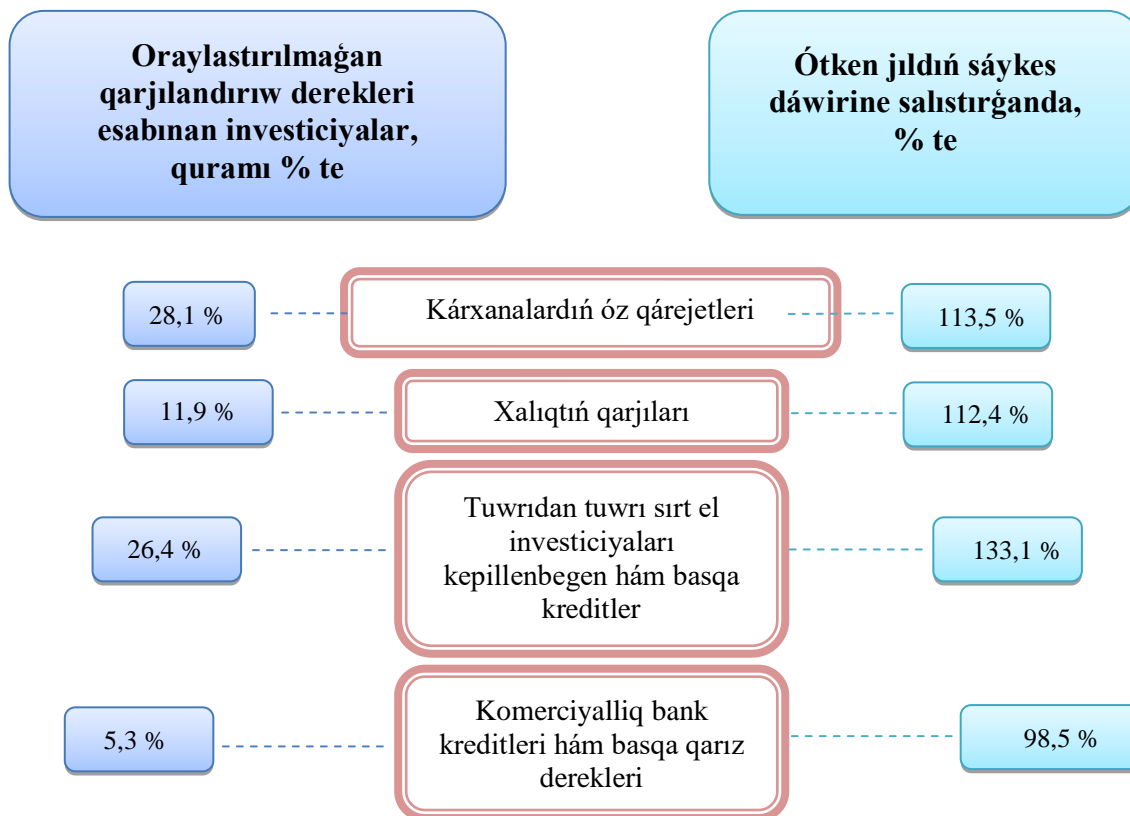 Oraylastırılmaģan
qarjılandırıw derekleri
esabınan investiciyalar,
quramı % te
Ótken jıldıń sáykes
dáwirine salıstırģanda,
% te
28,1 %
Kárxanalardıń óz qárejetleri
113,5 %
11,9 %
Xalıqtıń qarjıları
112,4 %
26,4 %
Tuwrıdan tuwrı sırt el
investiciyaları
kepillenbegen hám basqa
kreditler
133,1 %
5,3 %
Komerciyalliq bank
kreditleri hám basqa qarız
derekleri
98,5 %